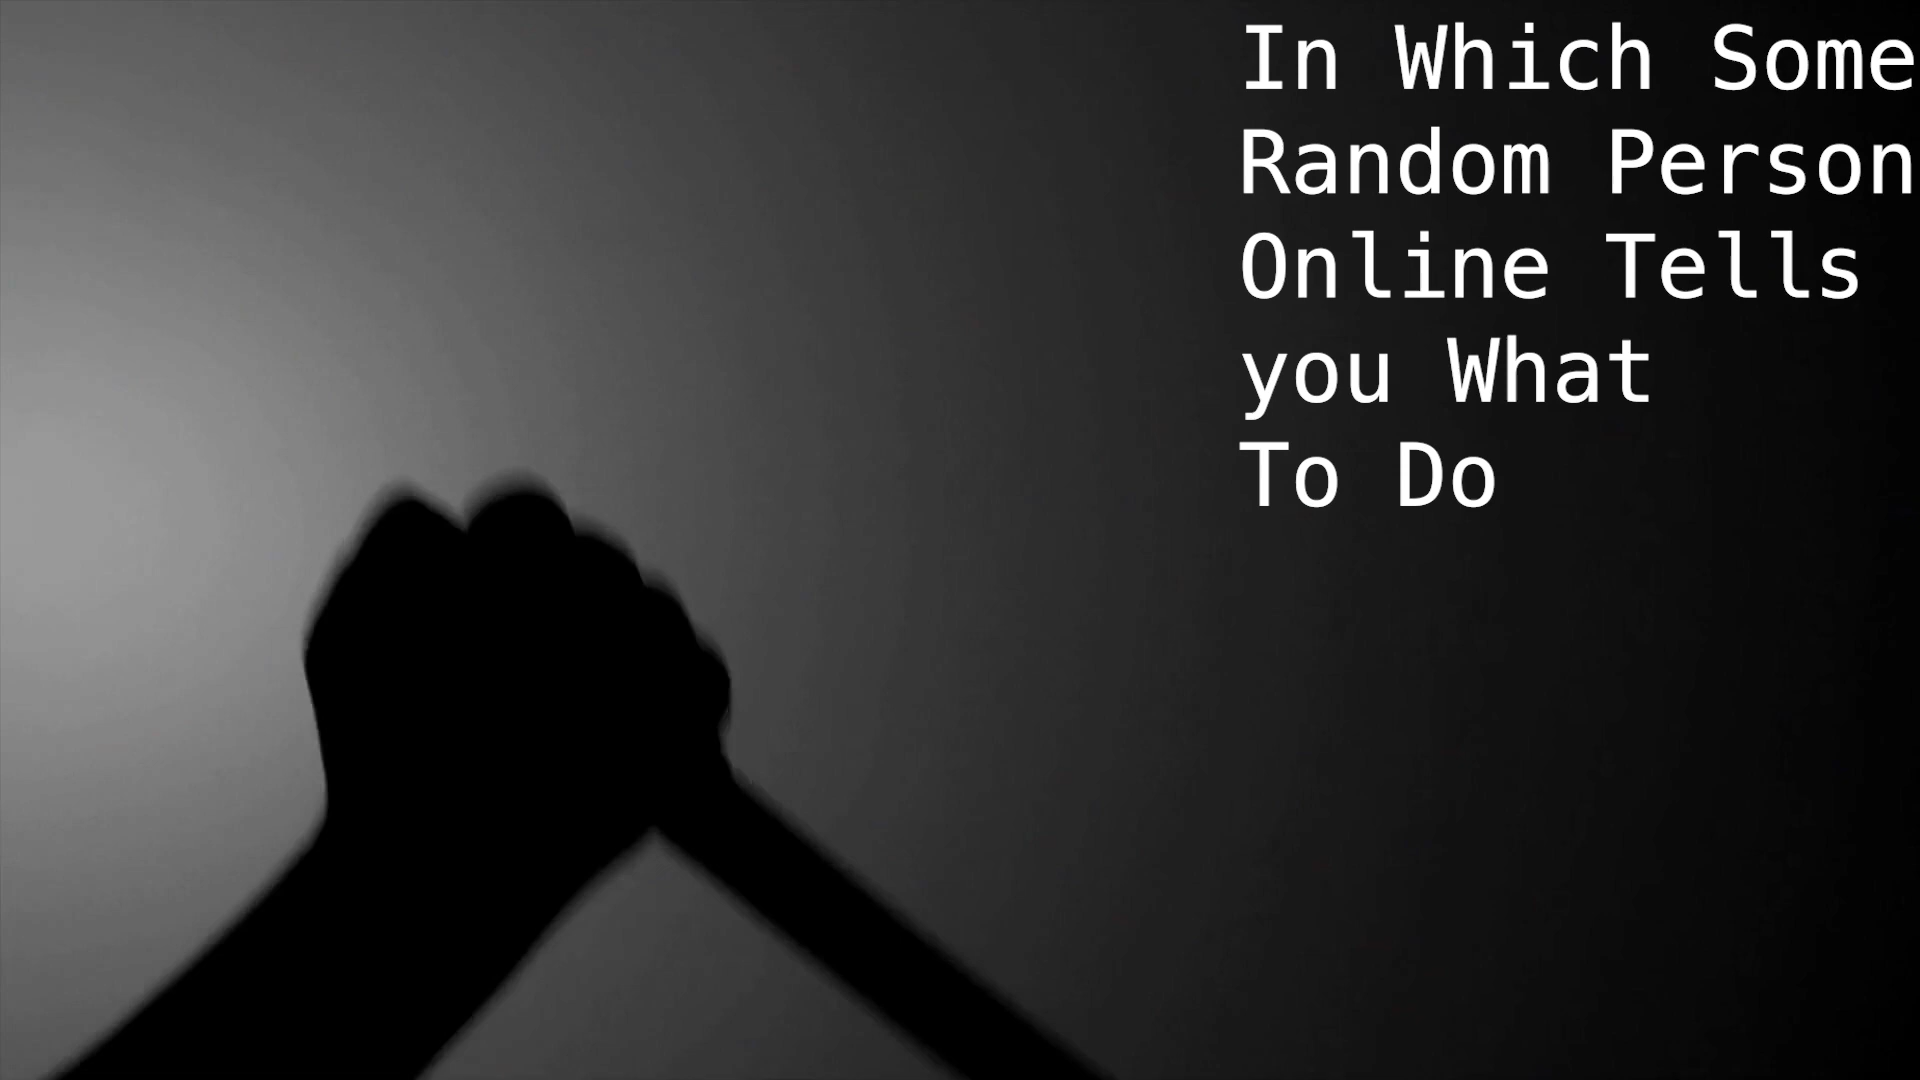 In Which Some
Random Person
Online Tells
you What
To Do